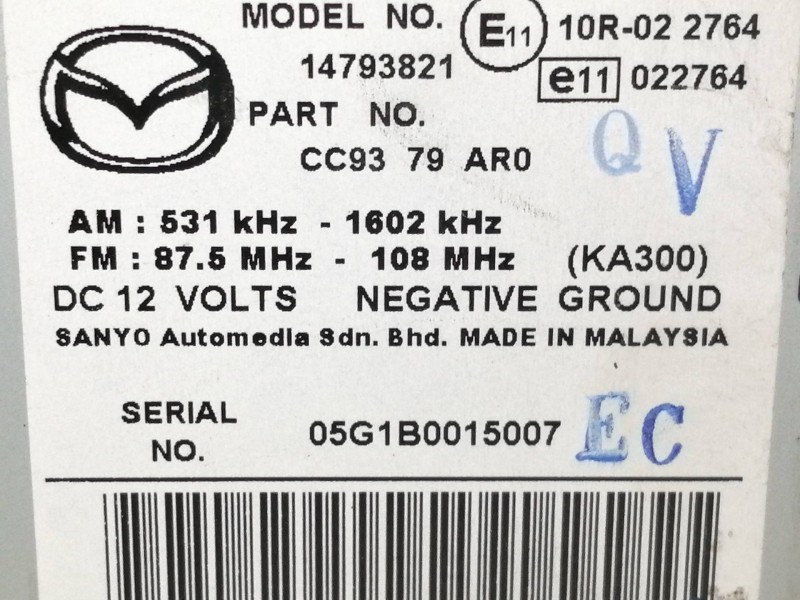 MODEL NO.
14793821
E11 10R-02 2764
e11 022764
PART NO.
CC93 79 AR0
Q V
AM : 531 kHz - 1602 kHz
FM : 87.5 MHz - 108 MHz (KA300)
DC 12 VOLTS NEGATIVE GROUND
SANYO Automedia Sdn. Bhd. MADE IN MALAYSIA
SERIAL
NO.
05G1B0015007
EC